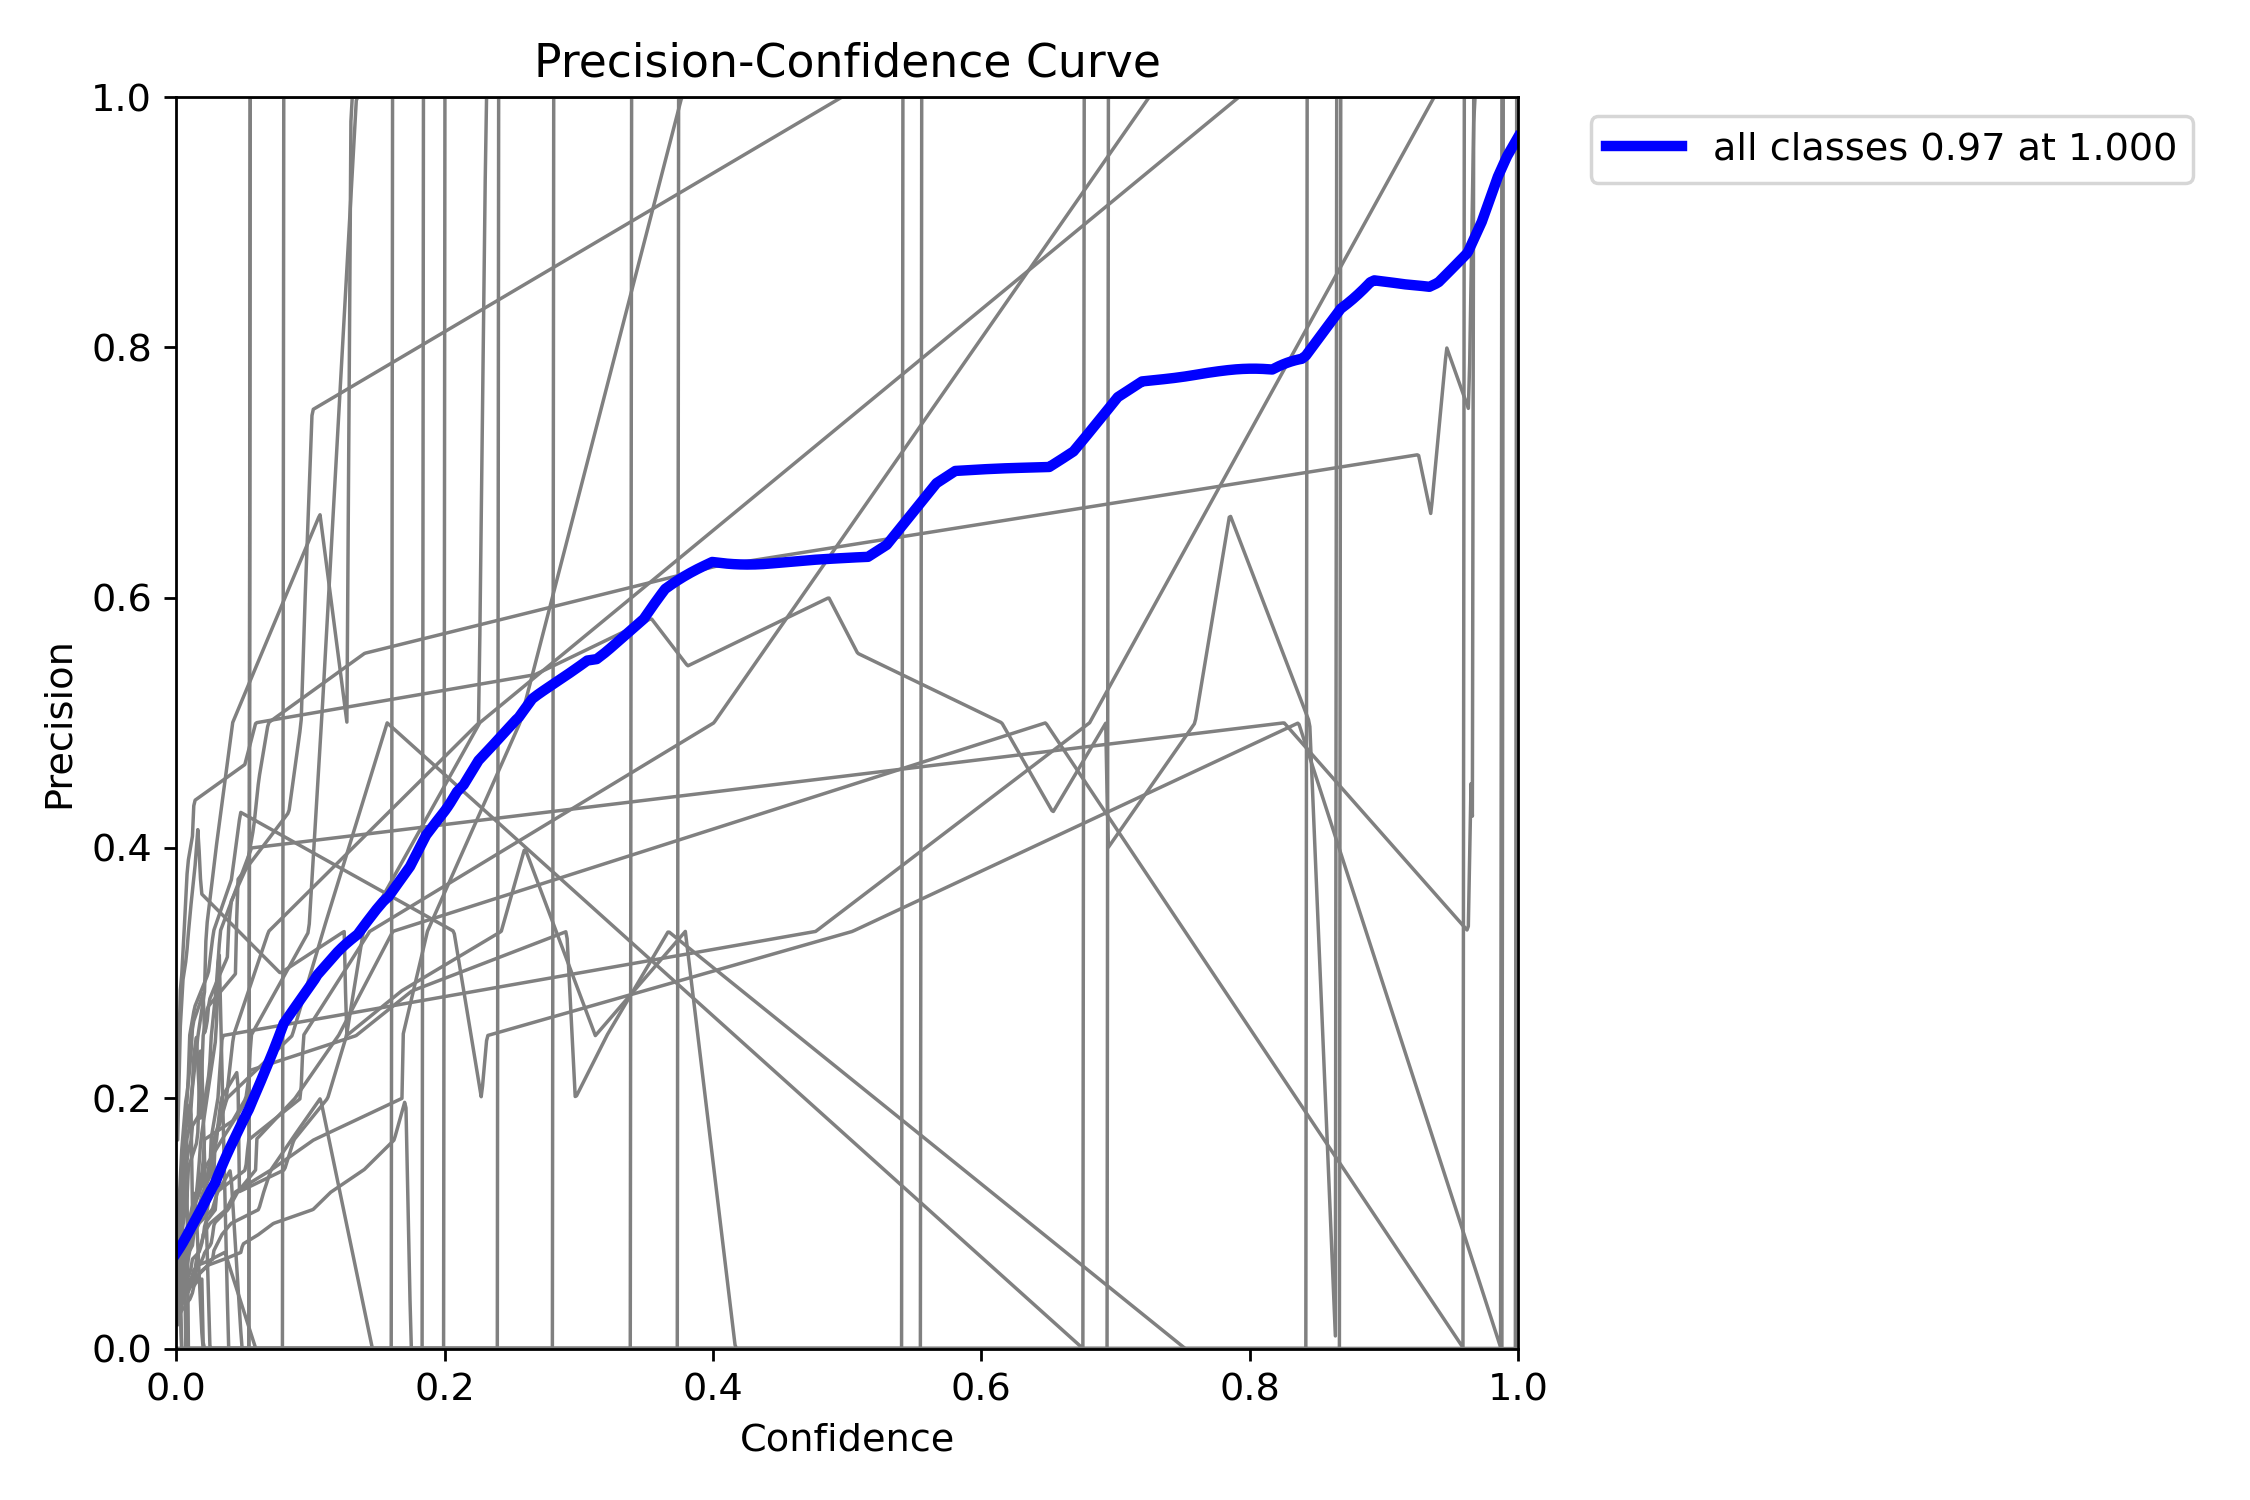 Precision-Confidence Curve
all classes 0.97 at 1.000
Precision
1.0
0.8
0.6
0.4
0.2
0.0
0.0 0.2 0.4 0.6 0.8 1.0
Confidence